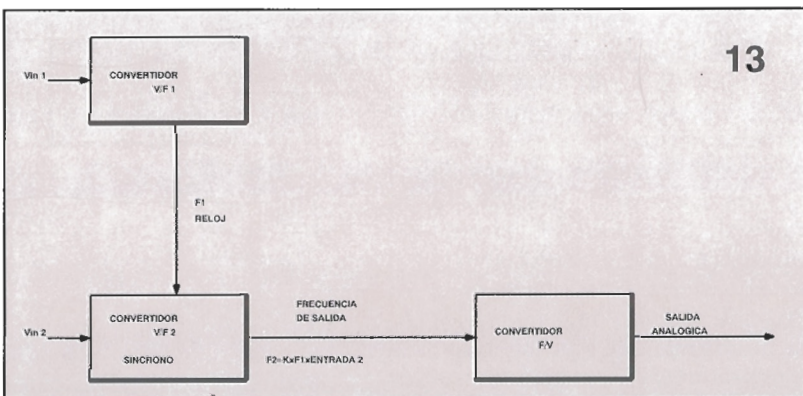 13
Vin 1
CONVERTIDOR
V/F 1
F1
RELOJ
Vin 2
CONVERTIDOR
V/F 2
SINCRONO
FRECUENCIA
DE SALIDA
F2=KxF1xENTRADA 2
CONVERTIDOR
F/V
SALIDA
ANALOGICA